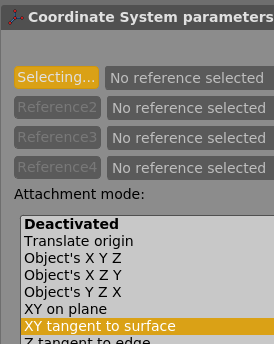 Coordinate System parameters
Selecting... No reference selected
Reference2 No reference selected
Reference3 No reference selected
Reference4 No reference selected
Attachment mode:
Deactivated
Translate origin
Object's X Y Z
Object's X Z Y
Object's Y Z X
XY on plane
XY tangent to surface
Z tangent to edge